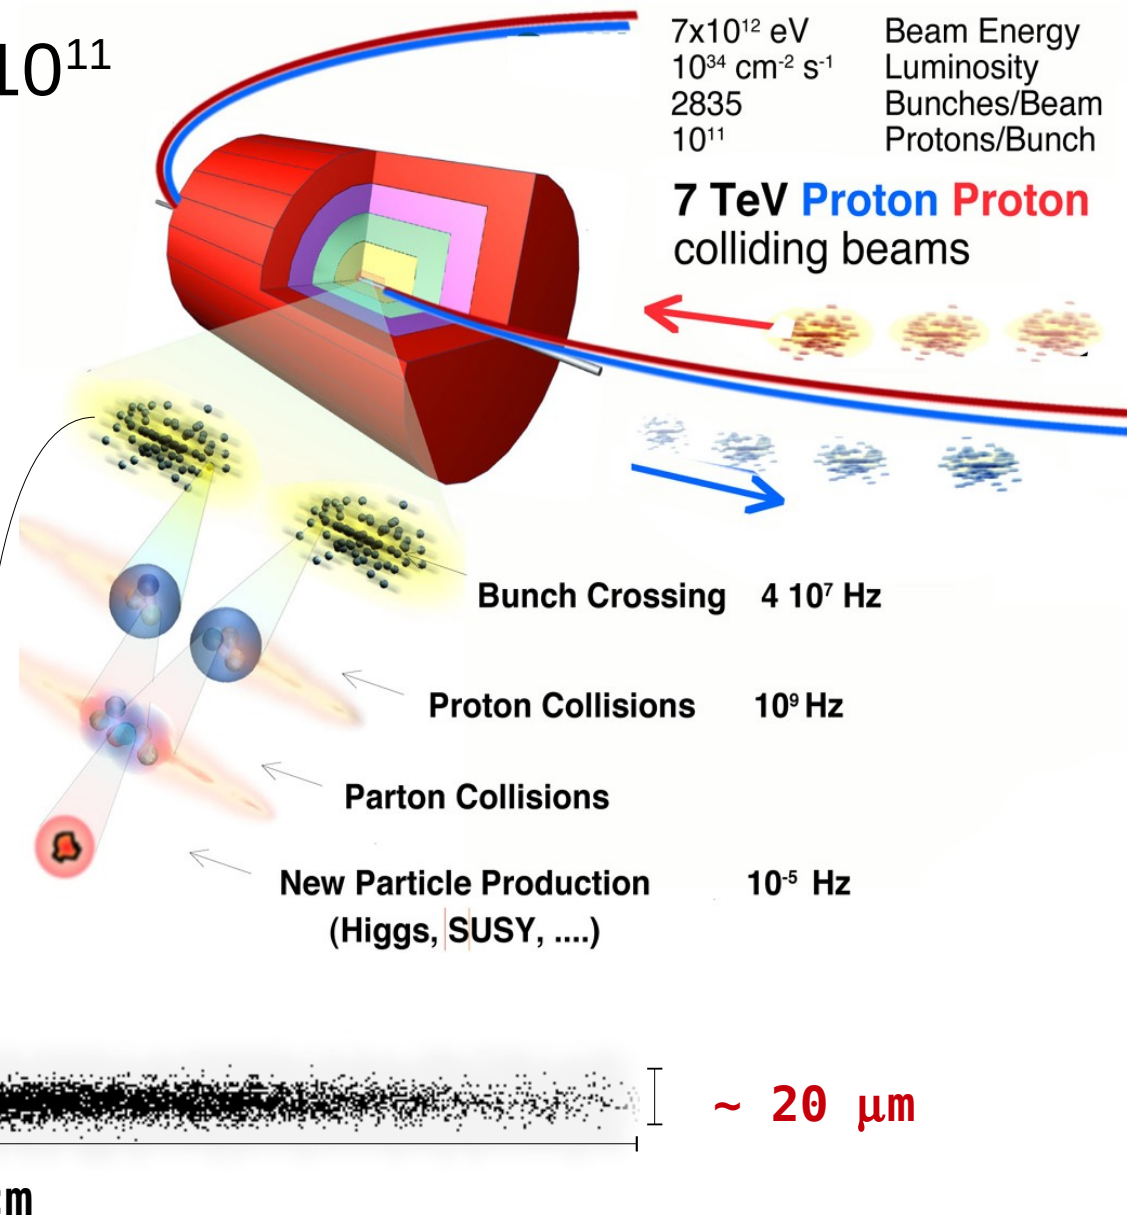 10¹¹
7x10¹² eV Beam Energy
10³⁴ cm⁻² s⁻¹ Luminosity
2835 Bunches/Beam
10¹¹ Protons/Bunch
7 TeV Proton Proton
colliding beams
Bunch Crossing 4 10⁷ Hz
Proton Collisions 10⁹ Hz
Parton Collisions
New Particle Production 10⁻⁵ Hz
(Higgs, SUSY, ....)
~ 20 μm